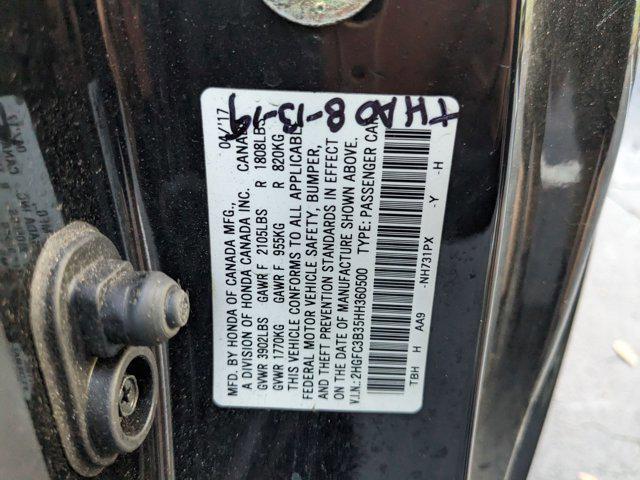 THAO 8-13-19
MFD. BY HONDA OF CANADA MFG., 04/17
A DIVISION OF HONDA CANADA INC. CANADA
GVWR 3902LBS GAWR F 2105LBS R 1808LBS
GVWR 1770KG GAWR F 955KG R 820KG
THIS VEHICLE CONFORMS TO ALL APPLICABLE
FEDERAL MOTOR VEHICLE SAFETY, BUMPER,
AND THEFT PREVENTION STANDARDS IN EFFECT
ON THE DATE OF MANUFACTURE SHOWN ABOVE.
V.I.N.: 2HGFC3B35HH360500 TYPE: PASSENGER CAR
TBH H AA9 -NH731PX -Y -H